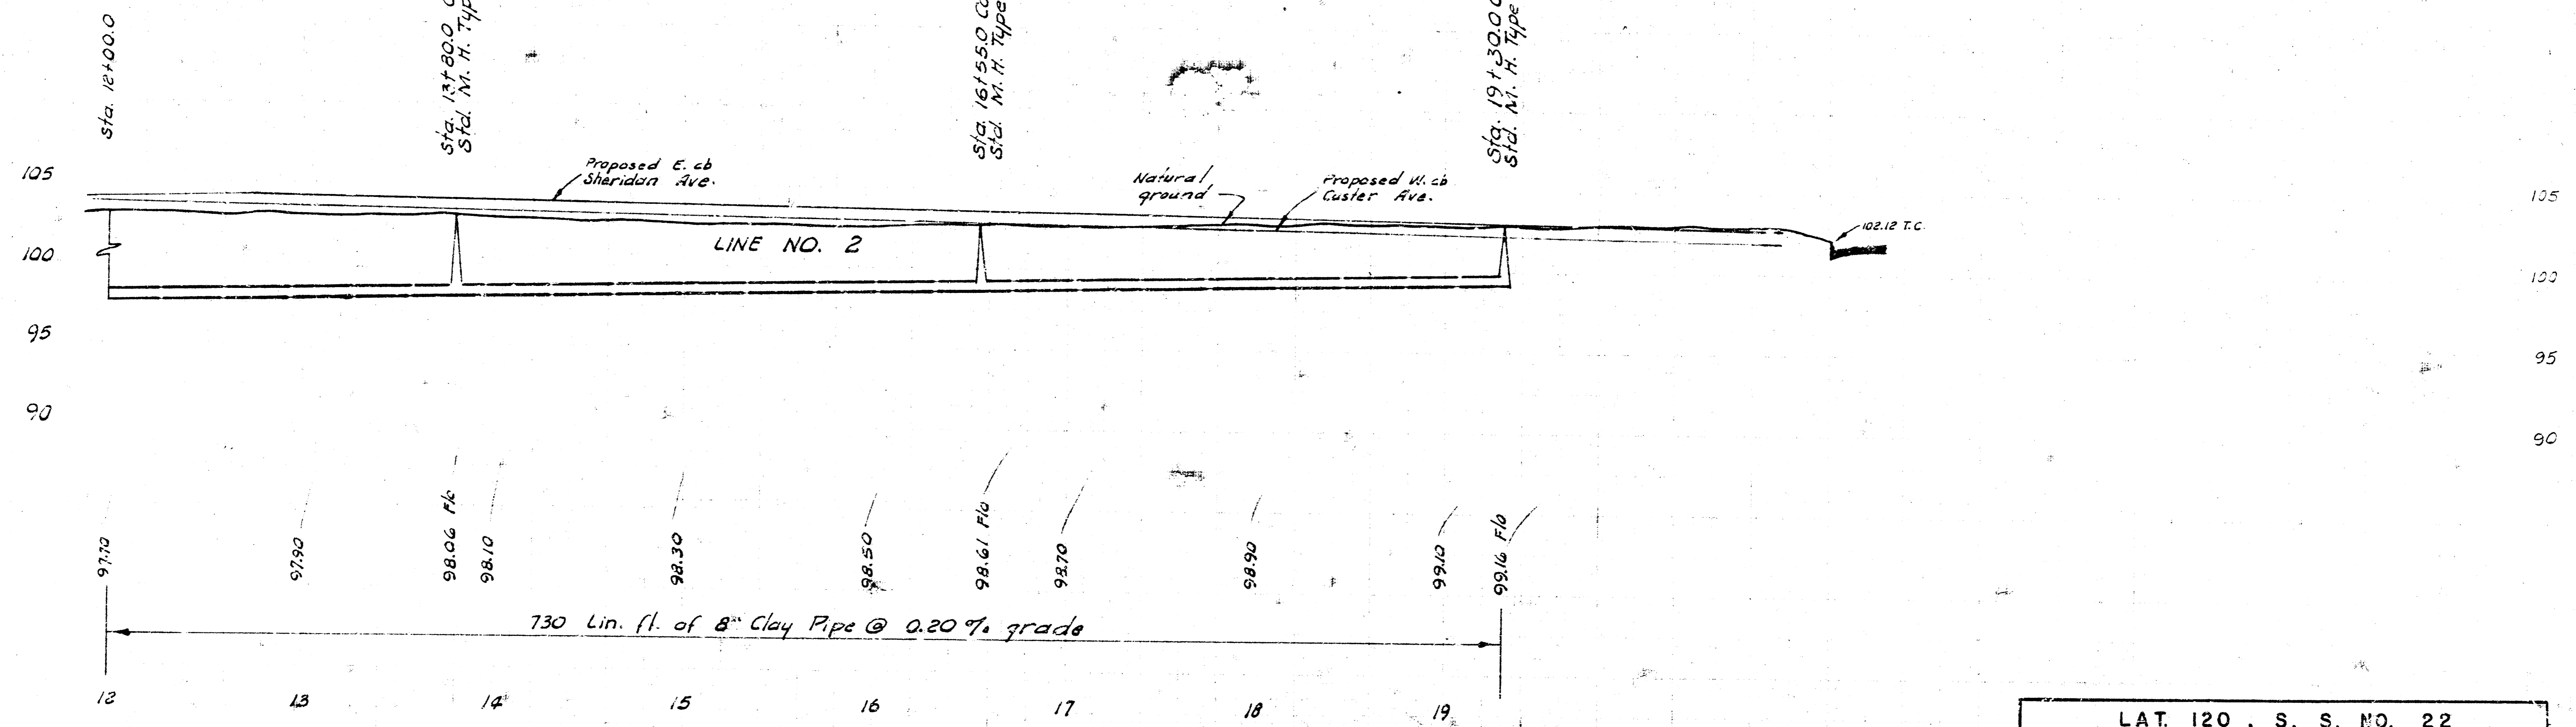 Sta. 12+00.0
Sta. 13+80.0
Std. M. H. Type
Sta. 16+55.0
Std. M. H. Type
Sta. 19+30.0
Std. M. H. Type
105
100
95
90
Proposed E. cb
Sheridan Ave.
Natural
ground
Proposed W. cb
Custer Ave.
102.12 T.C.
LINE NO. 2
105
100
95
90
97.70
97.90
98.06 F/o
98.10
98.30
98.50
98.61 F/o
98.70
98.90
99.10
99.16 F/o
730 Lin. ft. of 8" Clay Pipe @ 0.20 % grade
12 13 14 15 16 17 18 19
LAT. 120, S. S. NO. 22